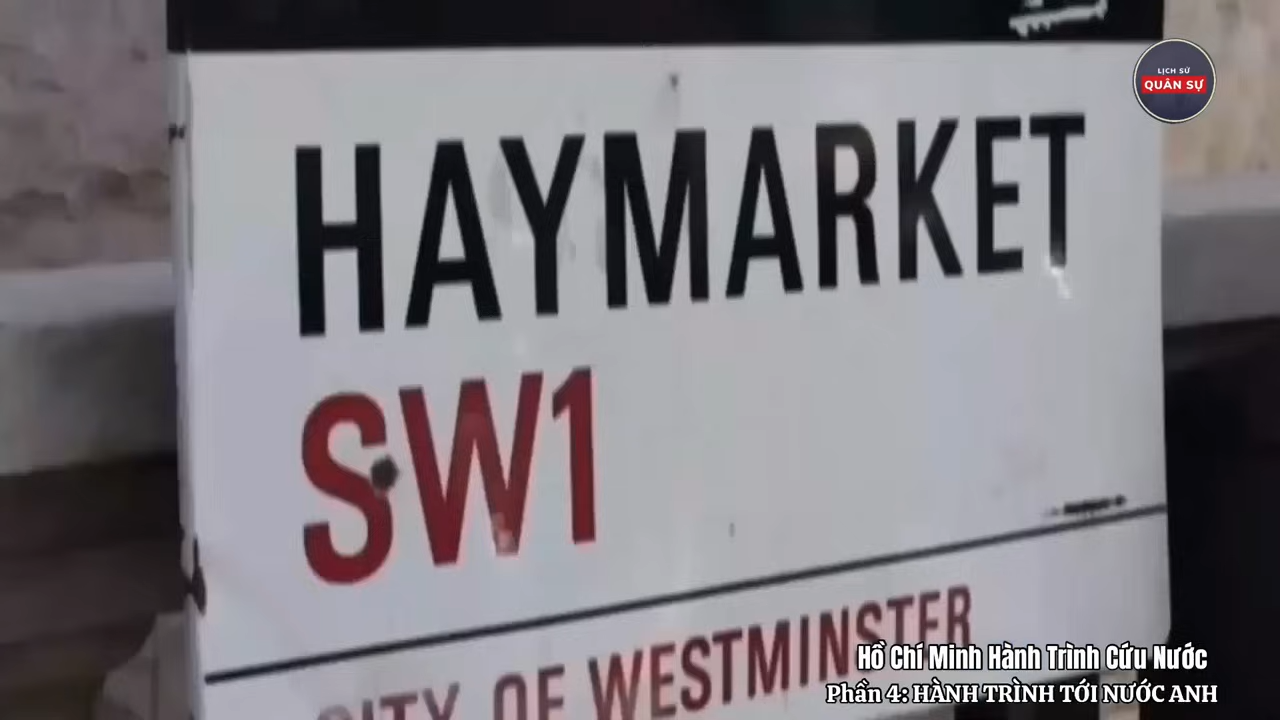 LỊCH SỬ
QUÂN SỰ
HAYMARKET
SW1
CITY OF WESTMINSTER
Hồ Chí Minh Hành Trình Cứu Nước
Phần 4: HÀNH TRÌNH TỚI NƯỚC ANH